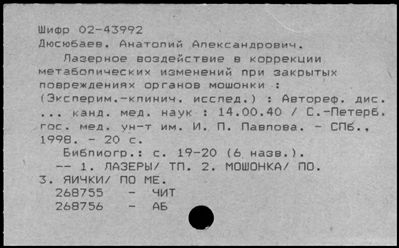 Шифр 02-43992
Дюсюбаев, Анатолий Александрович.
Лазерное воздействие в коррекции
метаболических изменений при закрытых
повреждениях органов мошонки :
(Эксперим.-клинич. исслед.) : Автореф. дис.
... канд. мед. наук : 14.00.40 / С.-Петерб.
гос. мед. ун-т им. И. П. Павлова. - СПб.,
1998. - 20 с.
Библиогр.: с. 19-20 (6 назв.).
-- 1. ЛАЗЕРЫ/ ТП. 2. МОШОНКА/ ПО.
3. ЯИЧКИ/ ПО МЕ.
268755 - ЧИТ
268756 - АБ